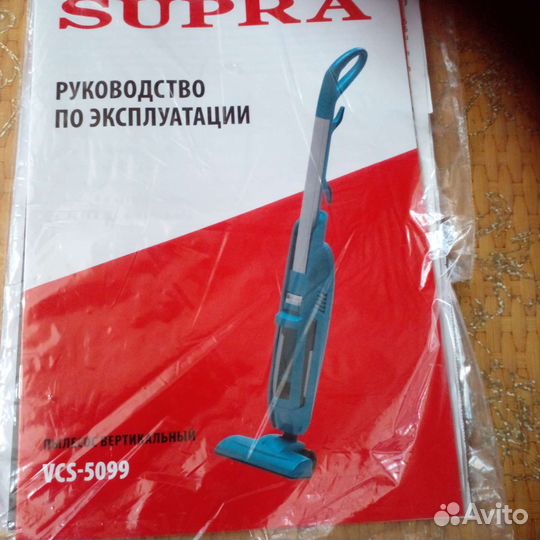 SUPRA
РУКОВОДСТВО
ПО ЭКСПЛУАТАЦИИ
ПЫЛЕСОС ВЕРТИКАЛЬНЫЙ
VCS-5099
Avito